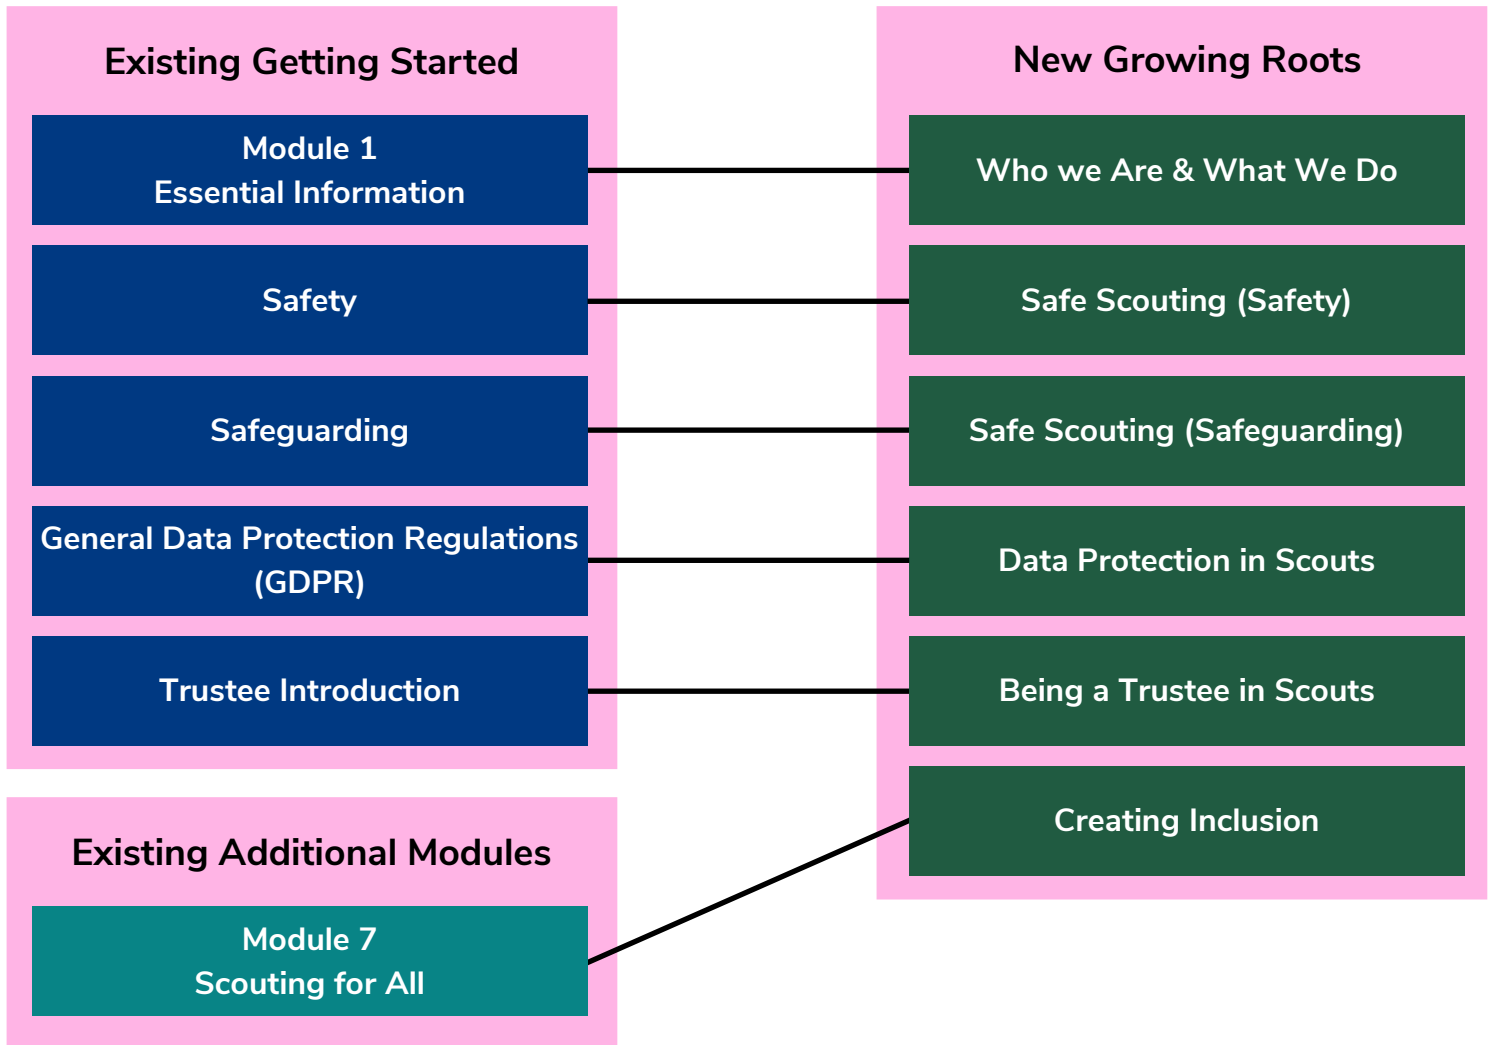 Existing Getting Started
Module 1
Essential Information
Safety
Safeguarding
General Data Protection Regulations
(GDPR)
Trustee Introduction
Existing Additional Modules
Module 7
Scouting for All
New Growing Roots
Who we Are & What We Do
Safe Scouting (Safety)
Safe Scouting (Safeguarding)
Data Protection in Scouts
Being a Trustee in Scouts
Creating Inclusion